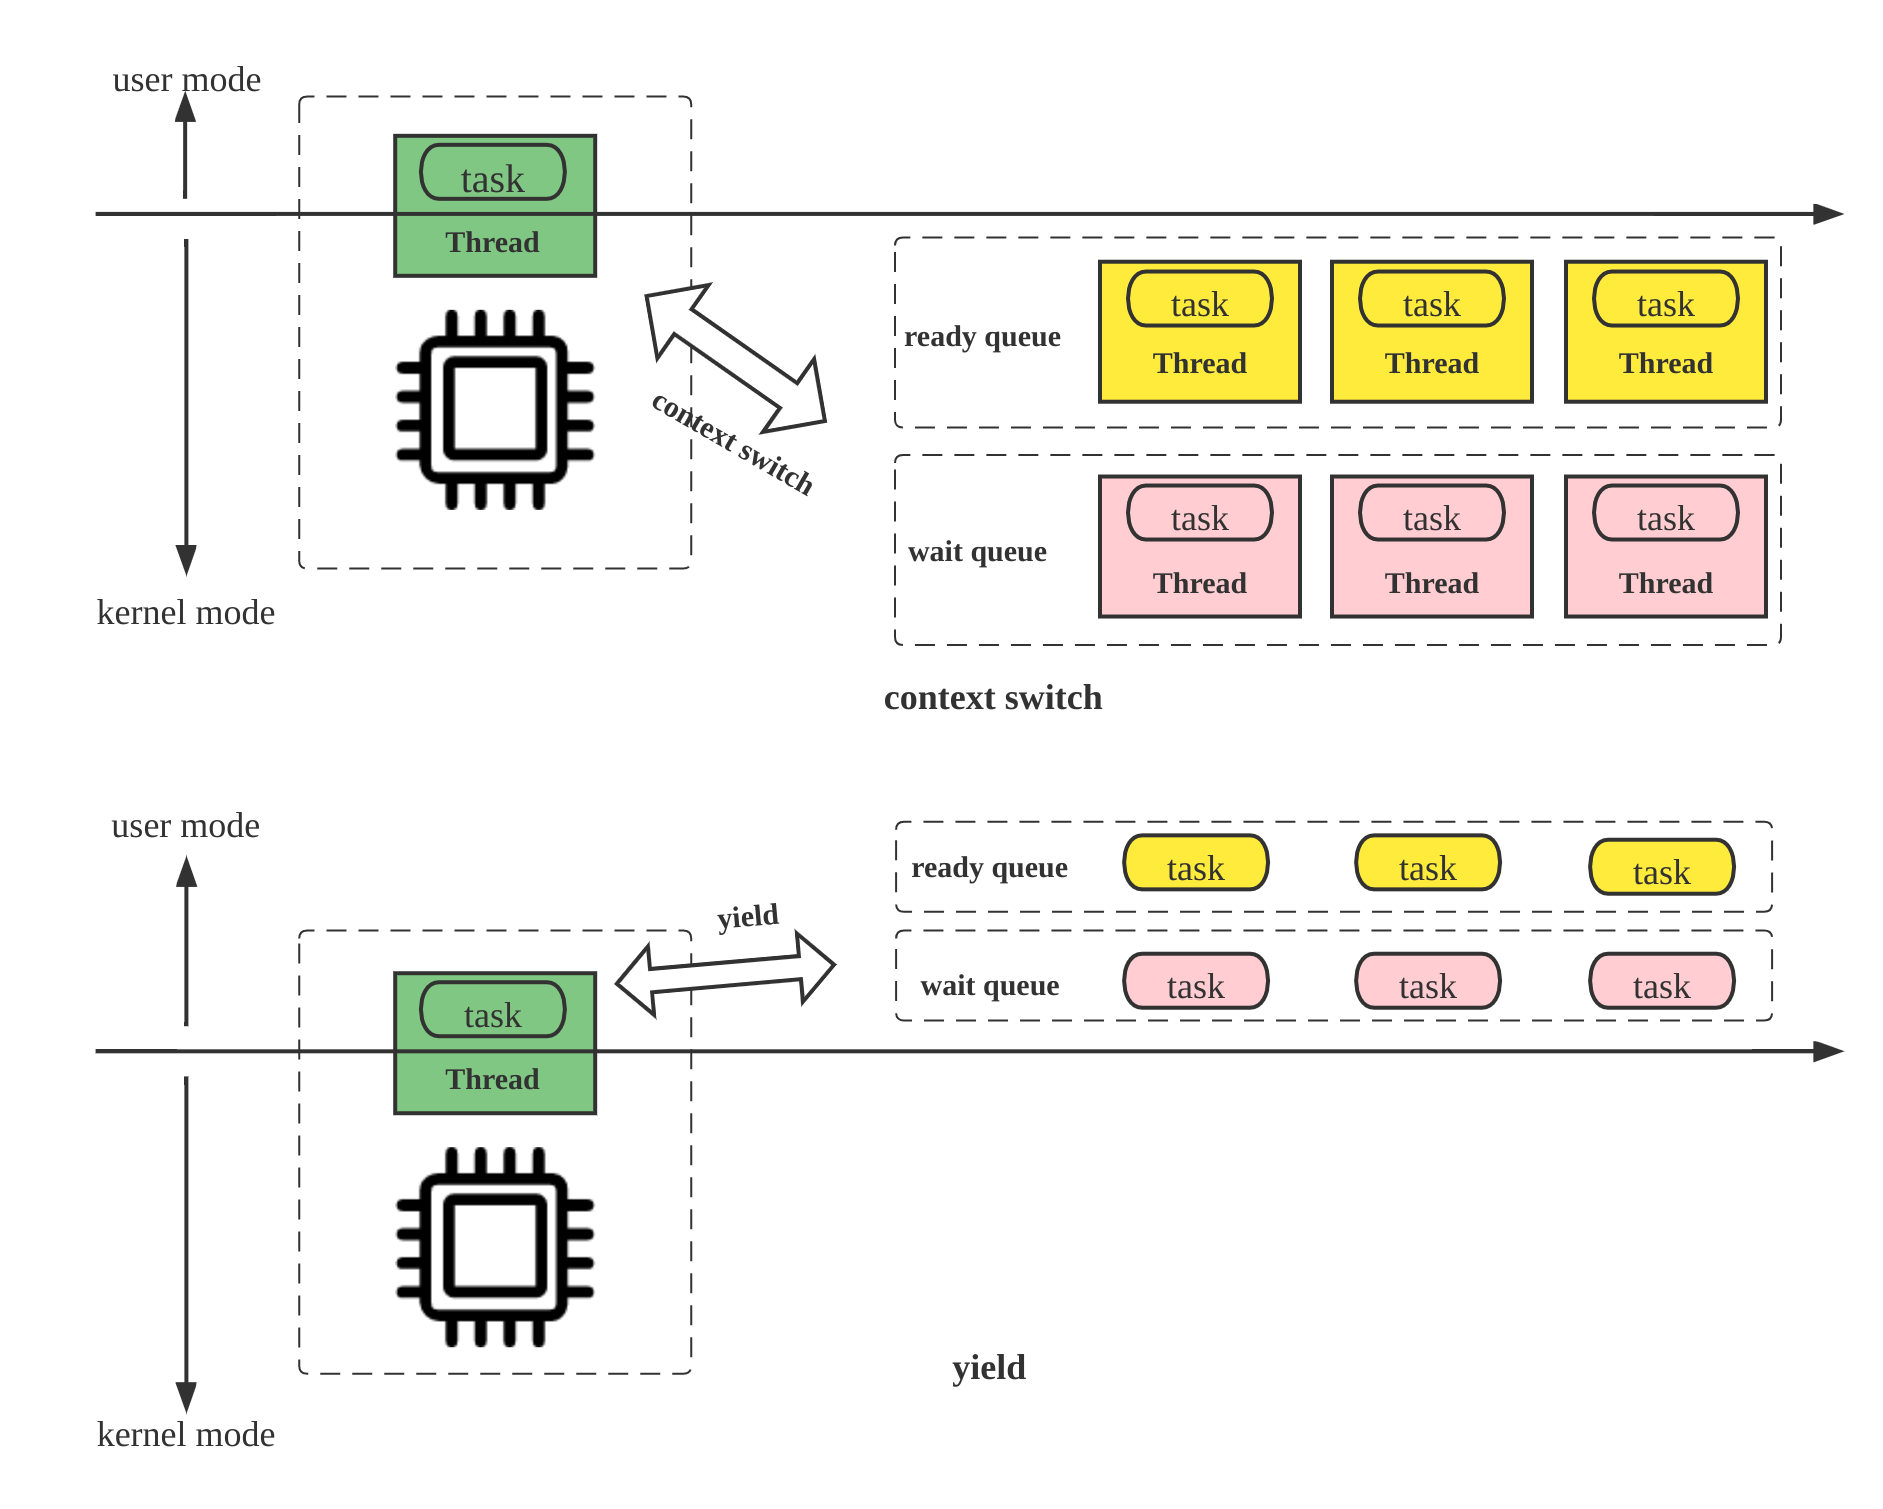 user mode
task
Thread
ready queue
task
task
task
Thread
Thread
Thread
context switch
wait queue
task
task
task
Thread
Thread
Thread
kernel mode
context switch
user mode
ready queue
task
task
task
yield
wait queue
task
task
task
task
Thread
yield
kernel mode